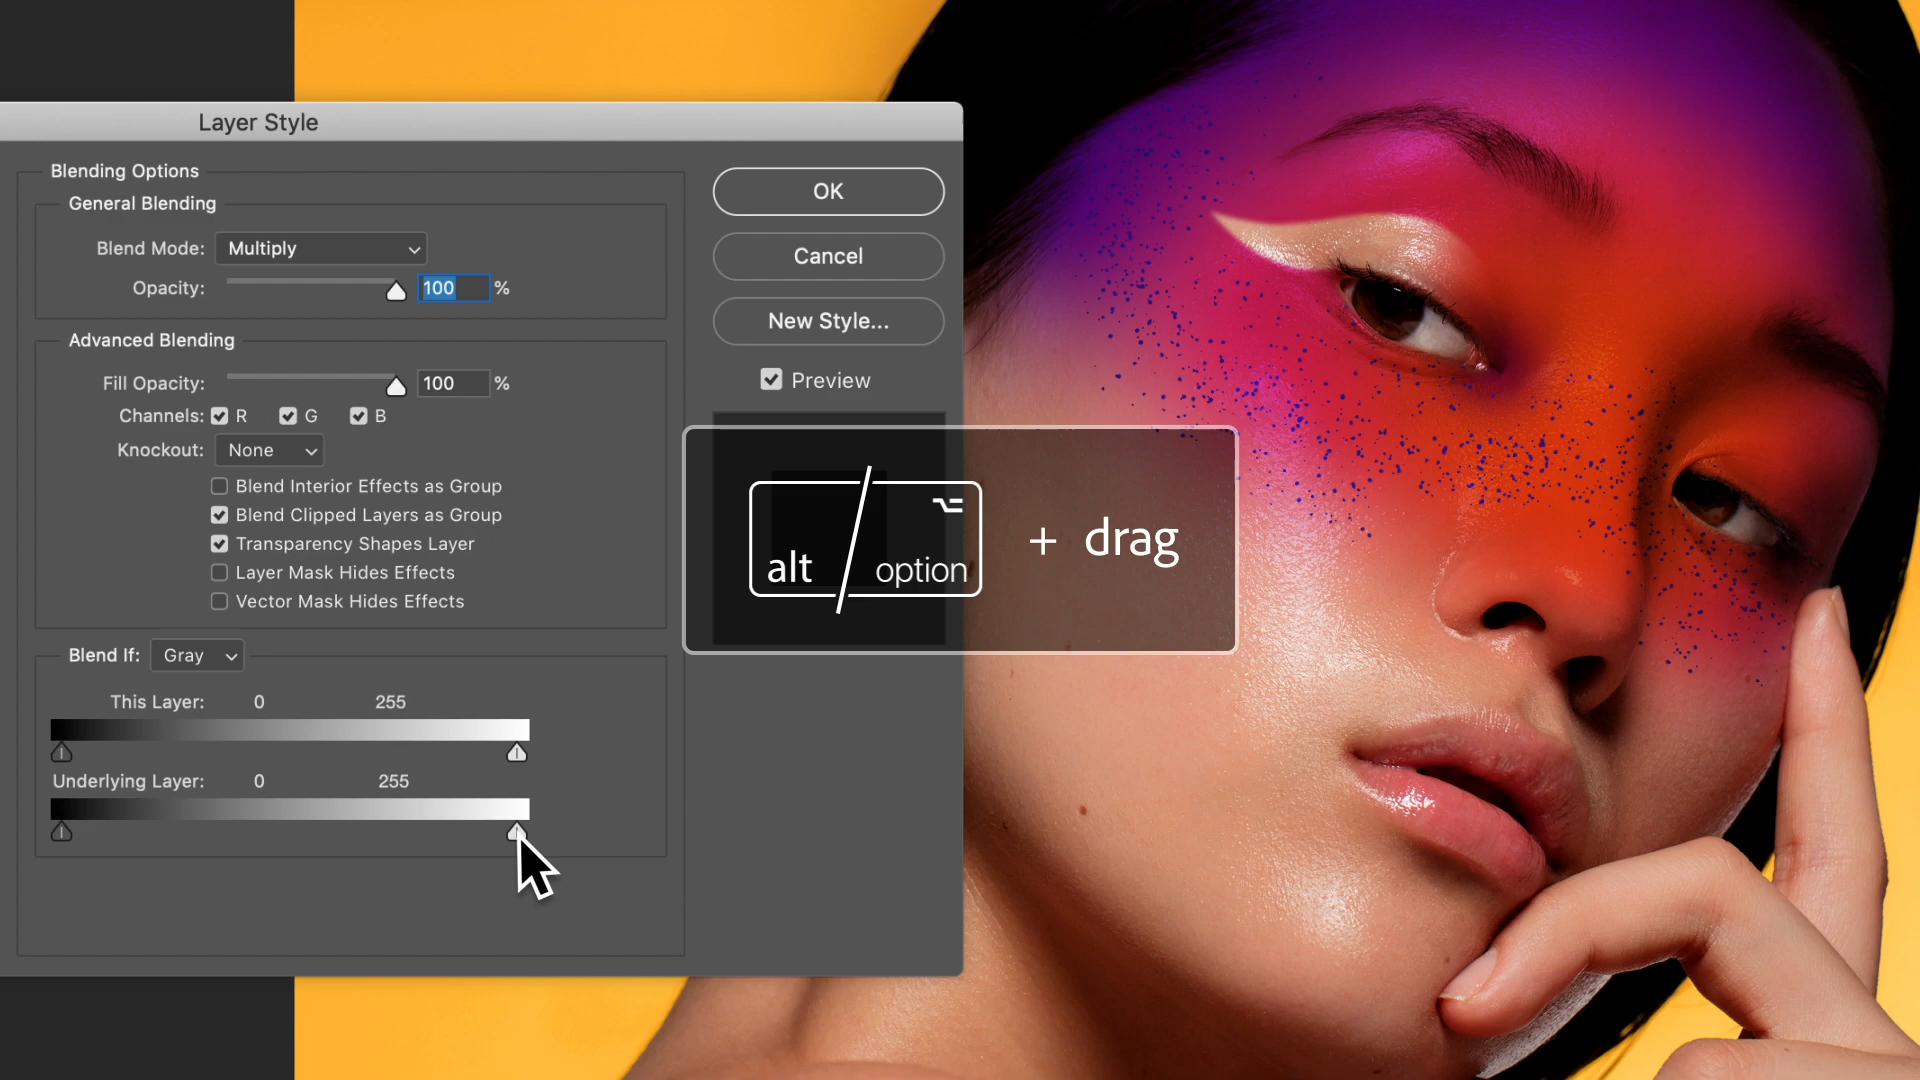 Layer Style
Blending Options
General Blending
Blend Mode: Multiply
Opacity: 100 %
Advanced Blending
Fill Opacity: 100 %
Channels: R G B
Knockout: None
Blend Interior Effects as Group
Blend Clipped Layers as Group
Transparency Shapes Layer
Layer Mask Hides Effects
Vector Mask Hides Effects
Blend If: Gray
This Layer: 0 255
Underlying Layer: 0 255
OK
Cancel
New Style...
Preview
alt ⌥ option + drag